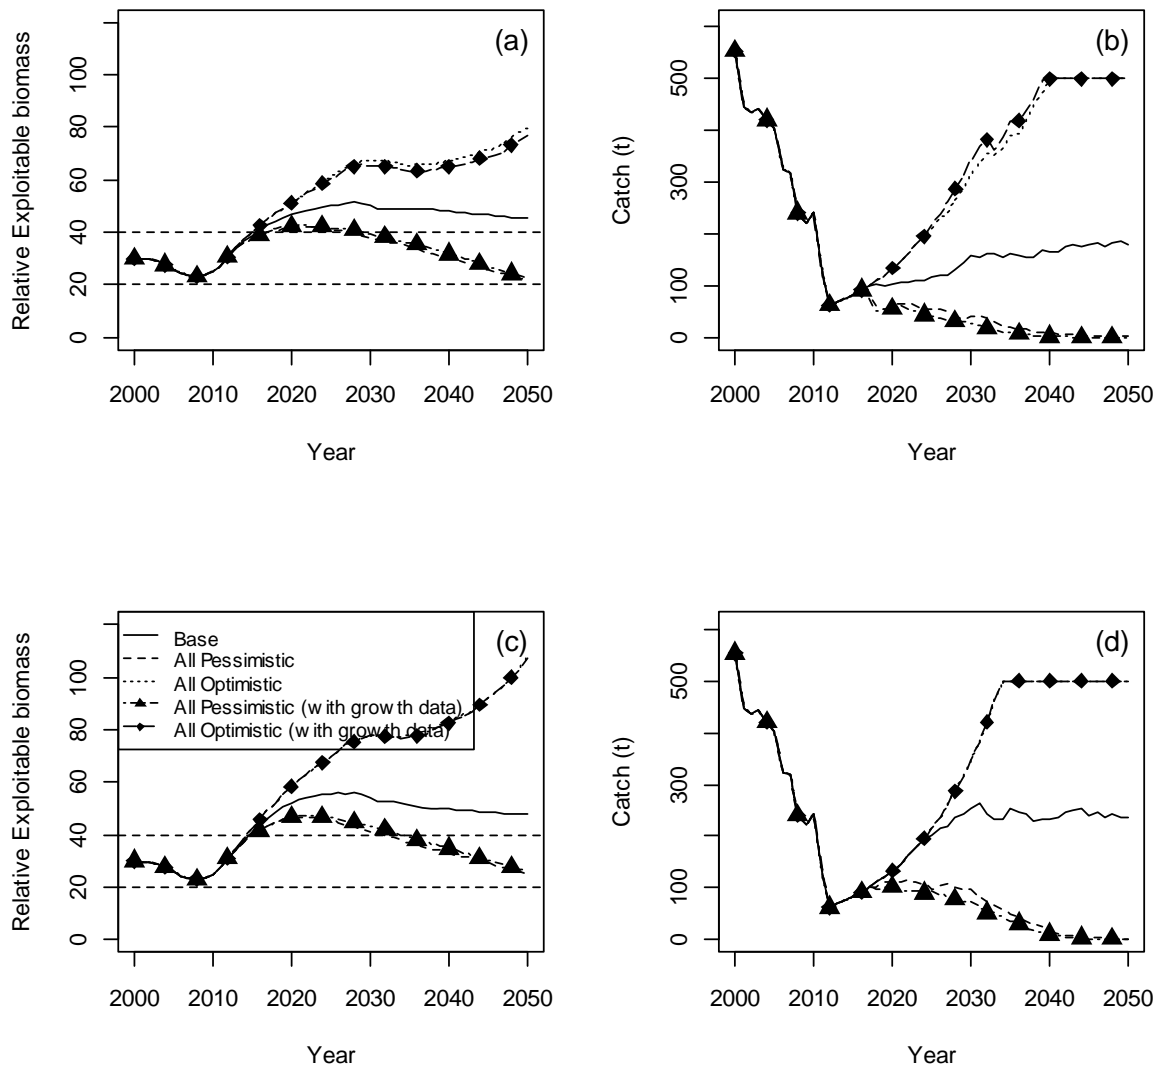 (a)
Relative Exploitable biomass
0 20 40 60 80 100
2000 2010 2020 2030 2040 2050
Year
(b)
Catch (t)
0 100 300 500
2000 2010 2020 2030 2040 2050
Year
(c)
Relative Exploitable biomass
0 20 40 60 80 100
Base
All Pessimistic
All Optimistic
All Pessimistic (with growth data)
All Optimistic (with growth data)
2000 2010 2020 2030 2040 2050
Year
(d)
Catch (t)
0 100 300 500
2000 2010 2020 2030 2040 2050
Year